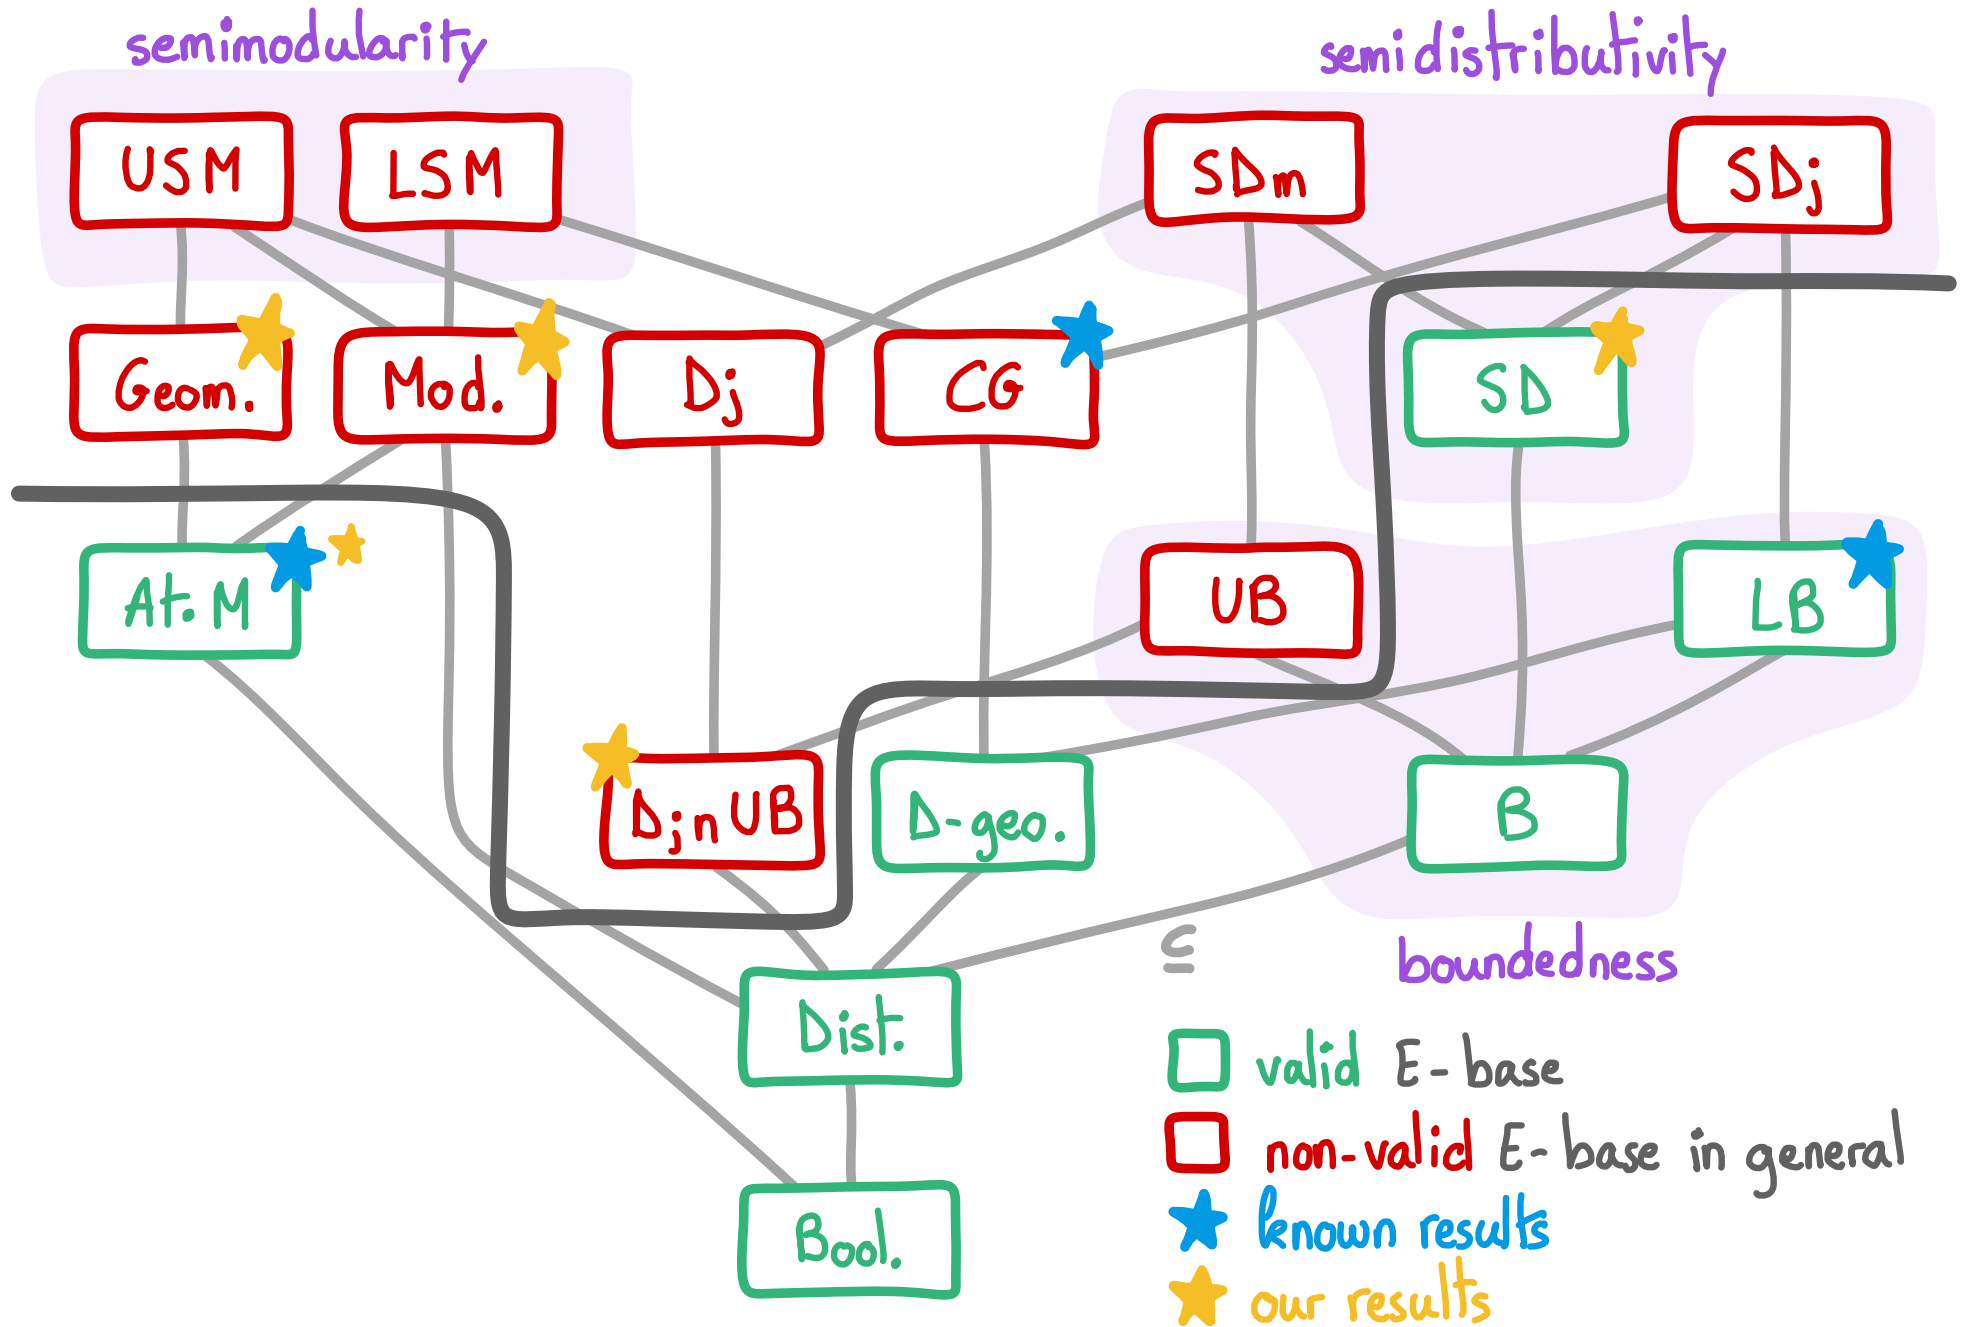 semimodularity
semidistributivity
USM
LSM
SDm
SDj
Geom.
Mod.
Dj
CG
SD
At. M
UB
LB
Dj∩UB
D-geo.
B
⊆
boundedness
Dist.
valid E-base
non-valid E-base in general
Bool.
known results
our results